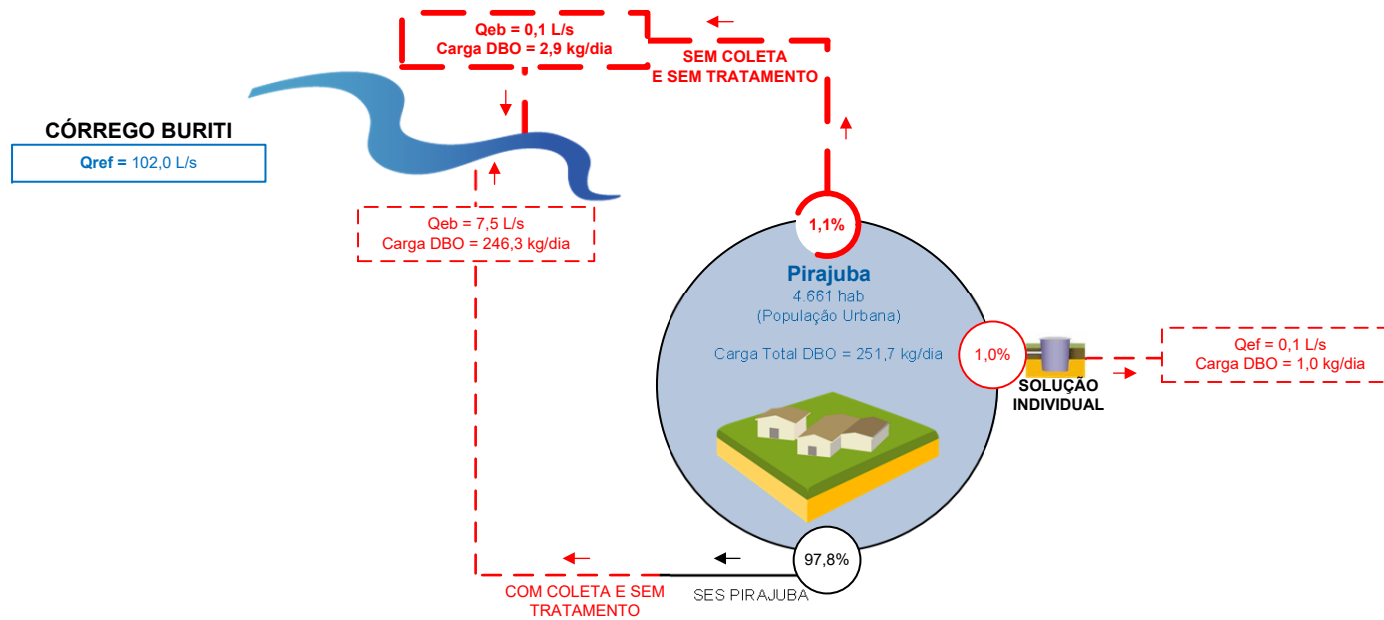 Qeb = 0,1 L/s
Carga DBO = 2,9 kg/dia
SEM COLETA
E SEM TRATAMENTO
CÓRREGO BURITI
Qref = 102,0 L/s
Qeb = 7,5 L/s
Carga DBO = 246,3 kg/dia
1,1%
Pirajuba
4.661 hab
(População Urbana)
Carga Total DBO = 251,7 kg/dia
1,0%
SOLUÇÃO
INDIVIDUAL
Qef = 0,1 L/s
Carga DBO = 1,0 kg/dia
97,8%
COM COLETA E SEM
TRATAMENTO
SES PIRAJUBA